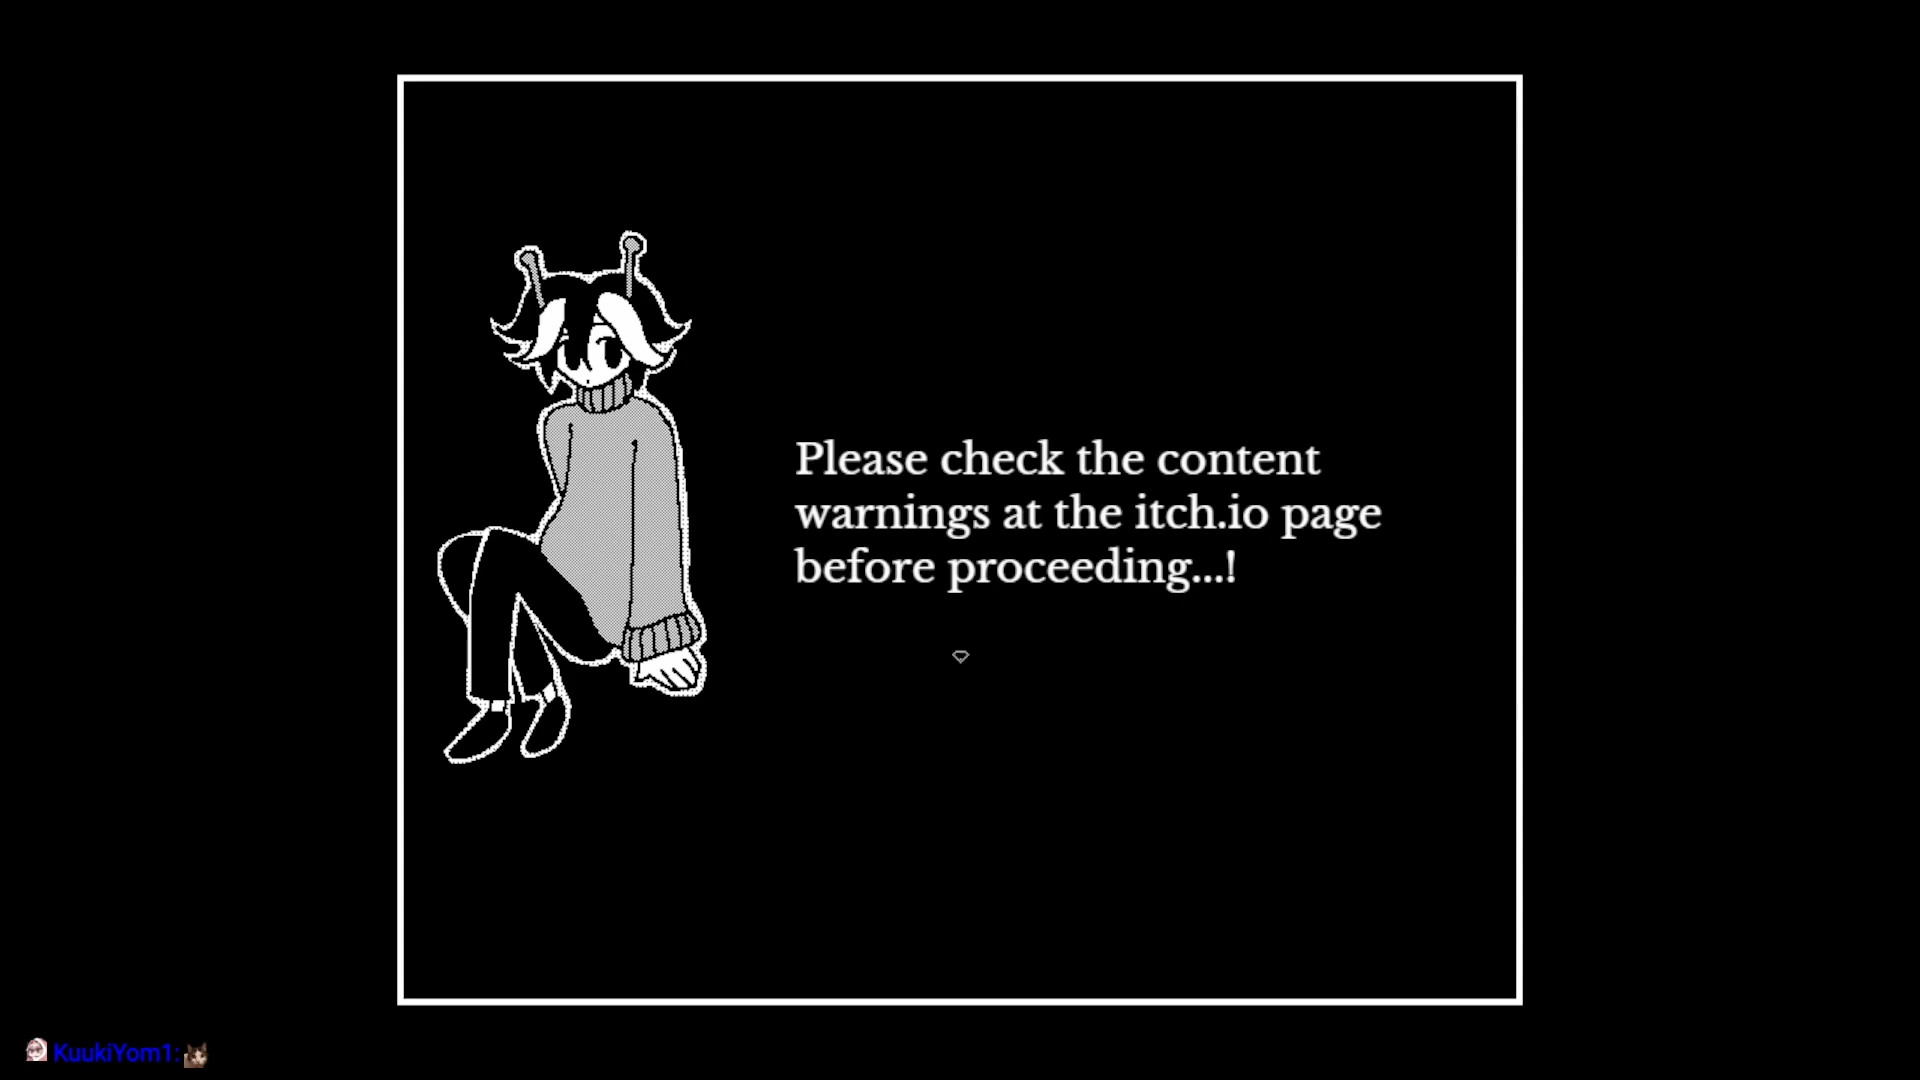 Please check the content
warnings at the itch.io page
before proceeding...!
KuukiYom1: